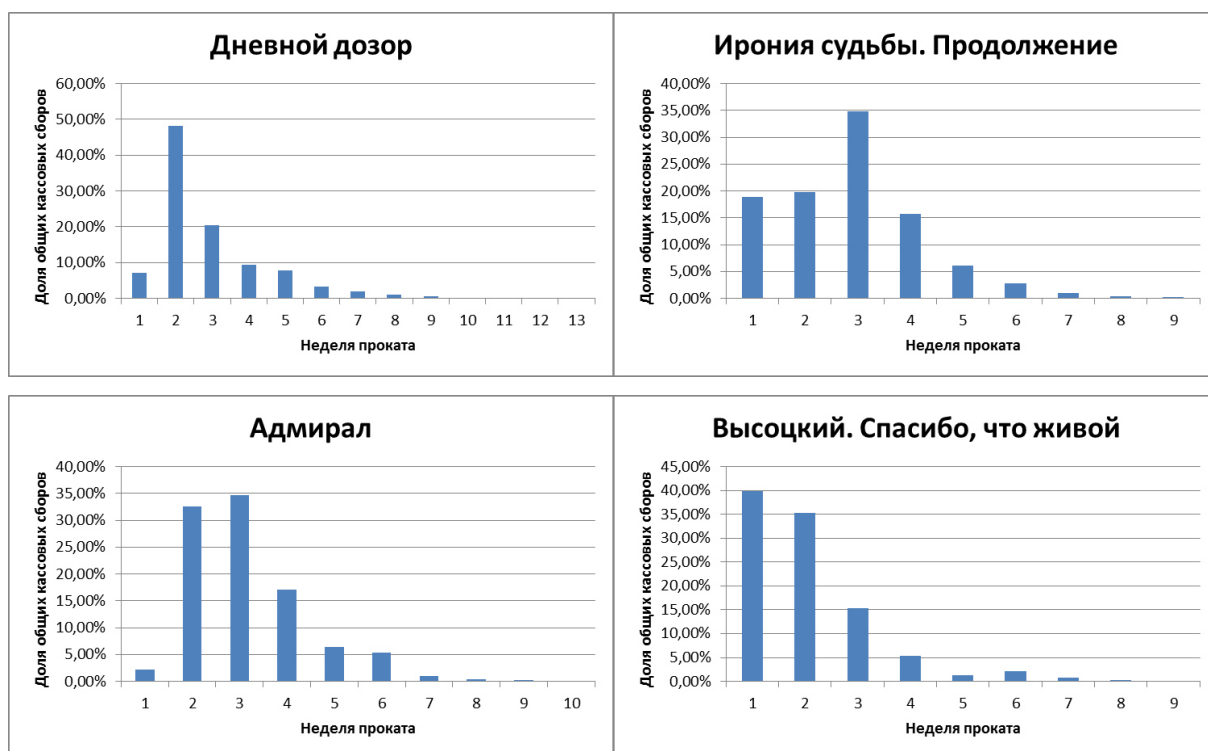 Дневной дозор
Доля общих кассовых сборов
60,00%
50,00%
40,00%
30,00%
20,00%
10,00%
0,00%
1 2 3 4 5 6 7 8 9 10 11 12 13
Неделя проката
Ирония судьбы. Продолжение
Доля общих кассовых сборов
40,00%
35,00%
30,00%
25,00%
20,00%
15,00%
10,00%
5,00%
0,00%
1 2 3 4 5 6 7 8 9
Неделя проката
Адмирал
Доля общих кассовых сборов
40,00%
35,00%
30,00%
25,00%
20,00%
15,00%
10,00%
5,00%
0,00%
1 2 3 4 5 6 7 8 9 10
Неделя проката
Высоцкий. Спасибо, что живой
Доля общих кассовых сборов
45,00%
40,00%
35,00%
30,00%
25,00%
20,00%
15,00%
10,00%
5,00%
0,00%
1 2 3 4 5 6 7 8 9
Неделя проката